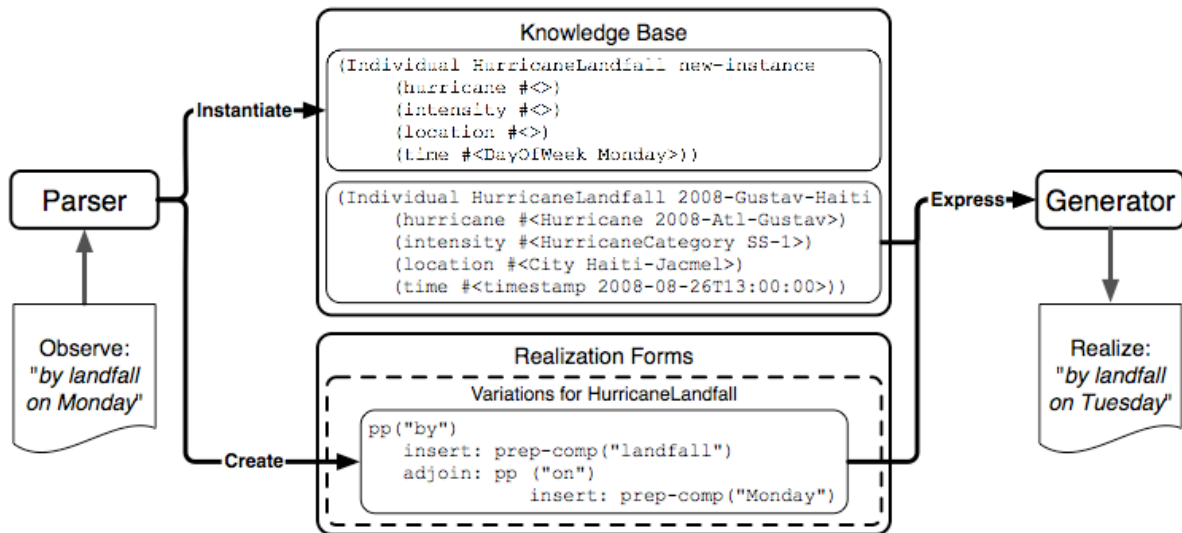 Knowledge Base
(Individual HurricaneLandfall new-instance
(hurricane #<>)
(intensity #<>)
(location #<>)
(time #<DayOfWeek Monday>))
Instantiate
Parser
(Individual HurricaneLandfall 2008-Gustav-Haiti
(hurricane #<Hurricane 2008-Atl-Gustav>)
(intensity #<HurricaneCategory SS-1>)
(location #<City Haiti-Jacmel>)
(time #<timestamp 2008-08-26T13:00:00>))
Express
Generator
Observe:
"by landfall
on Monday"
Realization Forms
Variations for HurricaneLandfall
pp("by")
insert: prep-comp("landfall")
adjoin: pp ("on")
insert: prep-comp("Monday")
Create
Realize:
"by landfall
on Tuesday"